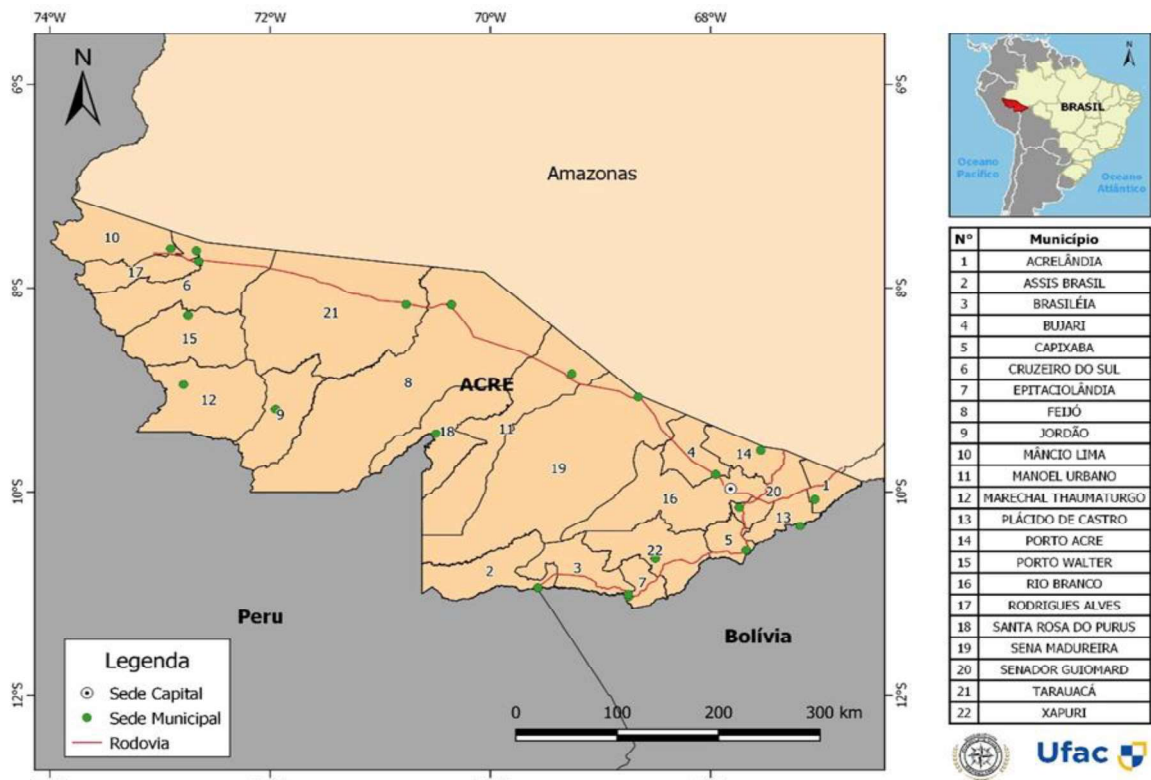 74°W 72°W 70°W 68°W
N
6°S
8°S
10°S
12°S
Amazonas
10
17
6
21
15
8
ACRE
12
9
18
11
19
4
14
20
1
16
13
5
22
2
3
7
Peru
Bolívia
Legenda
Sede Capital
Sede Municipal
Rodovia
0 100 200 300 km
N
BRASIL
Oceano
Pacífico
Oceano
Atlântico
N° Município
1 ACRELÂNDIA
2 ASSIS BRASIL
3 BRASILÉIA
4 BUJARI
5 CAPIXABA
6 CRUZEIRO DO SUL
7 EPITACIOLÂNDIA
8 FEIJÓ
9 JORDÃO
10 MÂNCIO LIMA
11 MANOEL URBANO
12 MARECHAL THAUMATURGO
13 PLÁCIDO DE CASTRO
14 PORTO ACRE
15 PORTO WALTER
16 RIO BRANCO
17 RODRIGUES ALVES
18 SANTA ROSA DO PURUS
19 SENA MADUREIRA
20 SENADOR GUIOMARD
21 TARAUACÁ
22 XAPURI
Ufac